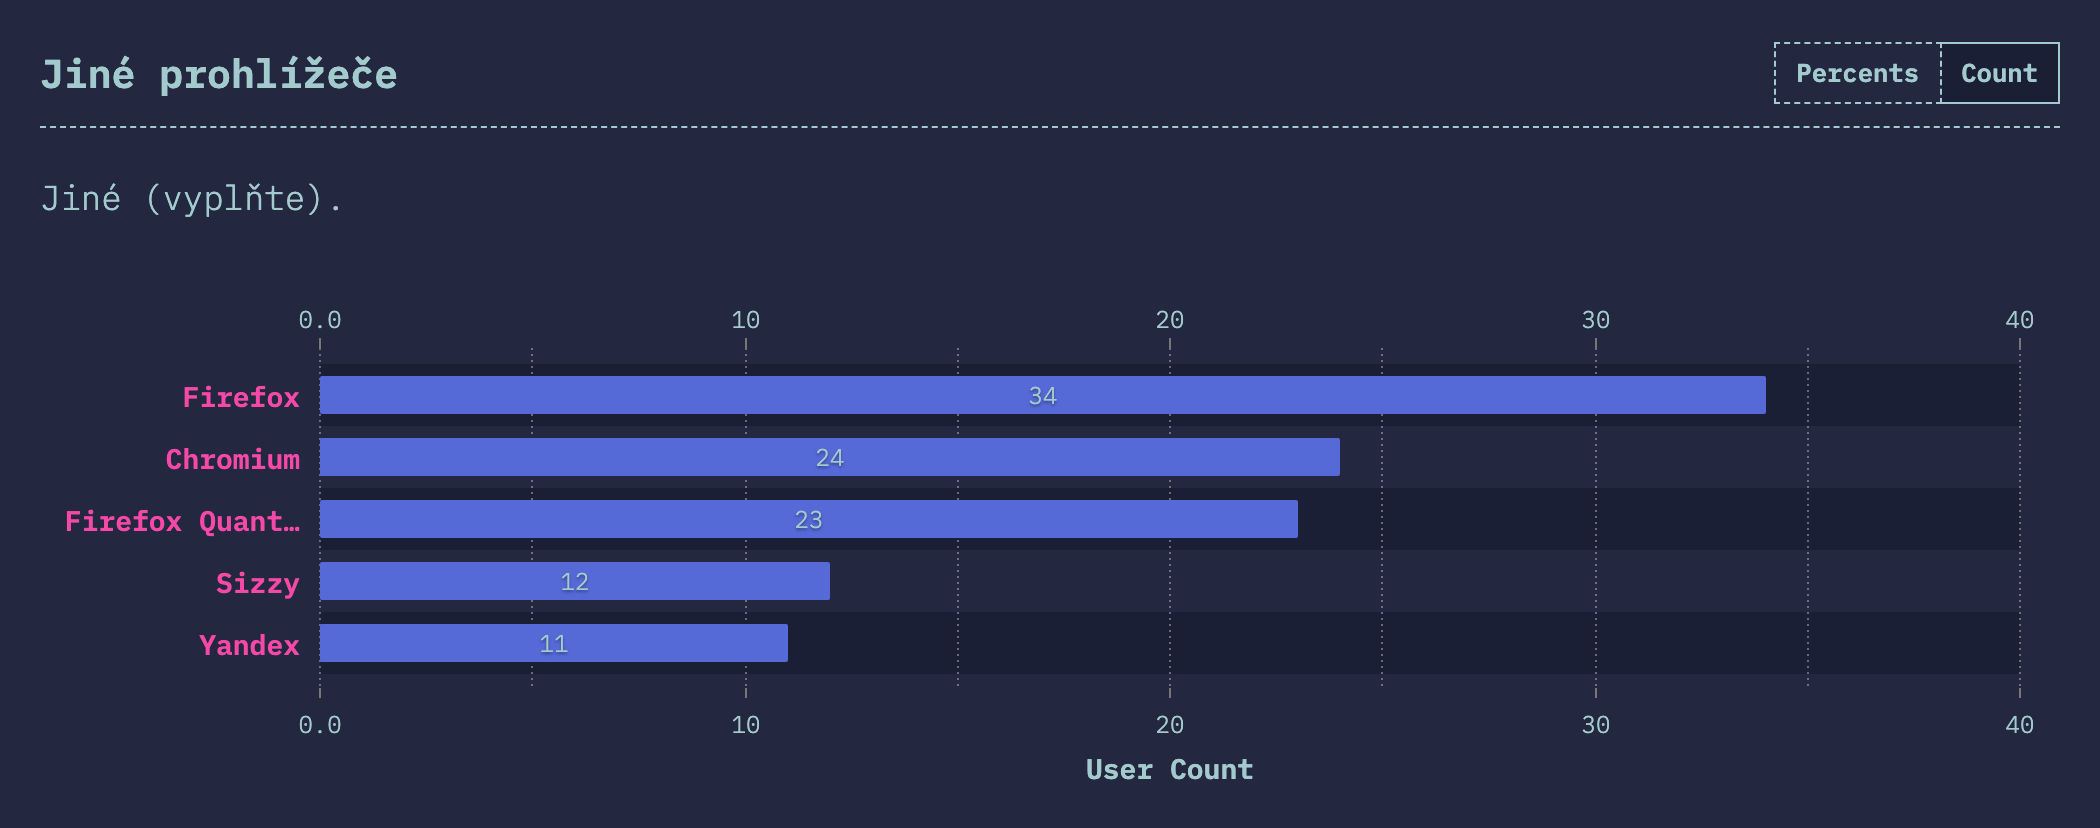 Jiné prohlížeče
Percents Count
Jiné (vyplňte).
0.0 10 20 30 40
Firefox 34
Chromium 24
Firefox Quant… 23
Sizzy 12
Yandex 11
0.0 10 20 30 40
User Count